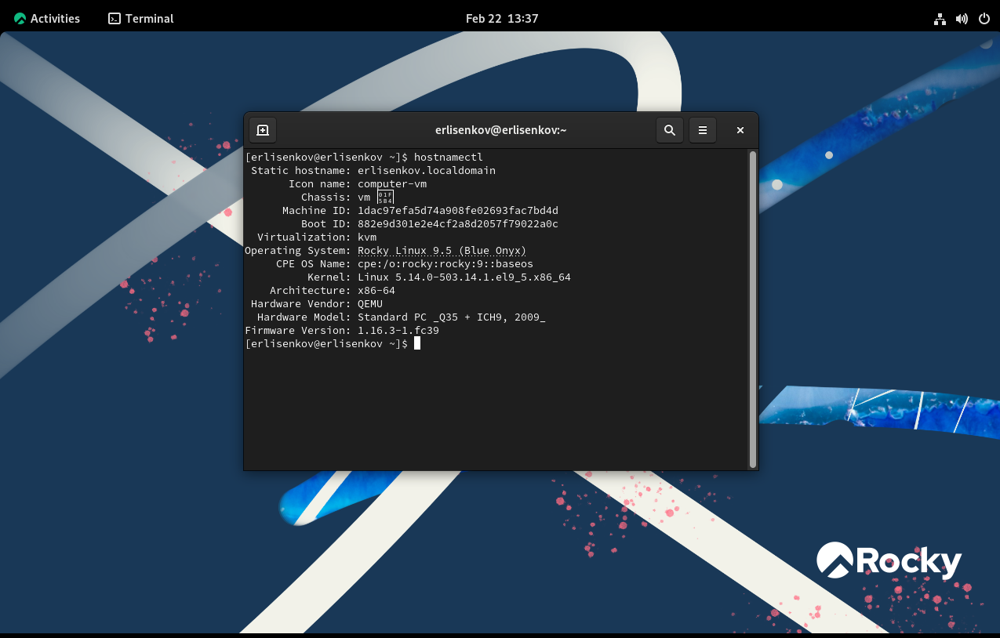 Activities
Terminal
Feb 22 13:37
erlisenkov@erlisenkov:~
[erlisenkov@erlisenkov ~]$ hostnamectl
Static hostname: erlisenkov.localdomain
Icon name: computer-vm
Chassis: vm 01F5B4
Machine ID: 1dac97efa5d74a908fe02693fac7bd4d
Boot ID: 882e9d301e2e4cf2a8d2057f79022a0c
Virtualization: kvm
Operating System: Rocky Linux 9.5 (Blue Onyx)
CPE OS Name: cpe:/o:rocky:rocky:9::baseos
Kernel: Linux 5.14.0-503.14.1.el9_5.x86_64
Architecture: x86-64
Hardware Vendor: QEMU
Hardware Model: Standard PC _Q35 + ICH9, 2009_
Firmware Version: 1.16.3-1.fc39
[erlisenkov@erlisenkov ~]$
Rocky